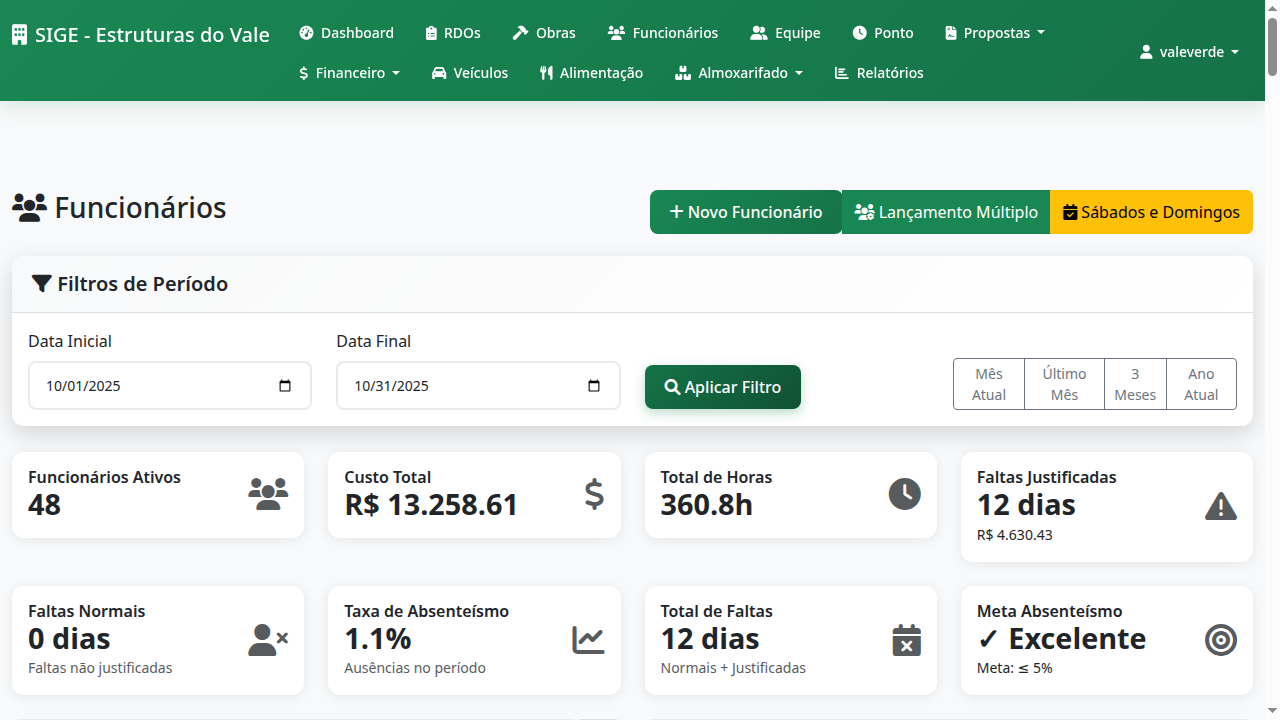 SIGE - Estruturas do Vale
Dashboard
RDOs
Obras
Funcionários
Equipe
Ponto
Propostas
Financeiro
Veículos
Alimentação
Almoxarifado
Relatórios
valeverde
Funcionários
Novo Funcionário
Lançamento Múltiplo
Sábados e Domingos
Filtros de Período
Data Inicial
10/01/2025
Data Final
10/31/2025
Aplicar Filtro
Mês
Atual
Último
Mês
3
Meses
Ano
Atual
Funcionários Ativos
48
Custo Total
R$ 13.258.61
Total de Horas
360.8h
Faltas Justificadas
12 dias
R$ 4.630.43
Faltas Normais
0 dias
Faltas não justificadas
Taxa de Absenteísmo
1.1%
Ausências no período
Total de Faltas
12 dias
Normais + Justificadas
Meta Absenteísmo
✓ Excelente
Meta: ≤ 5%